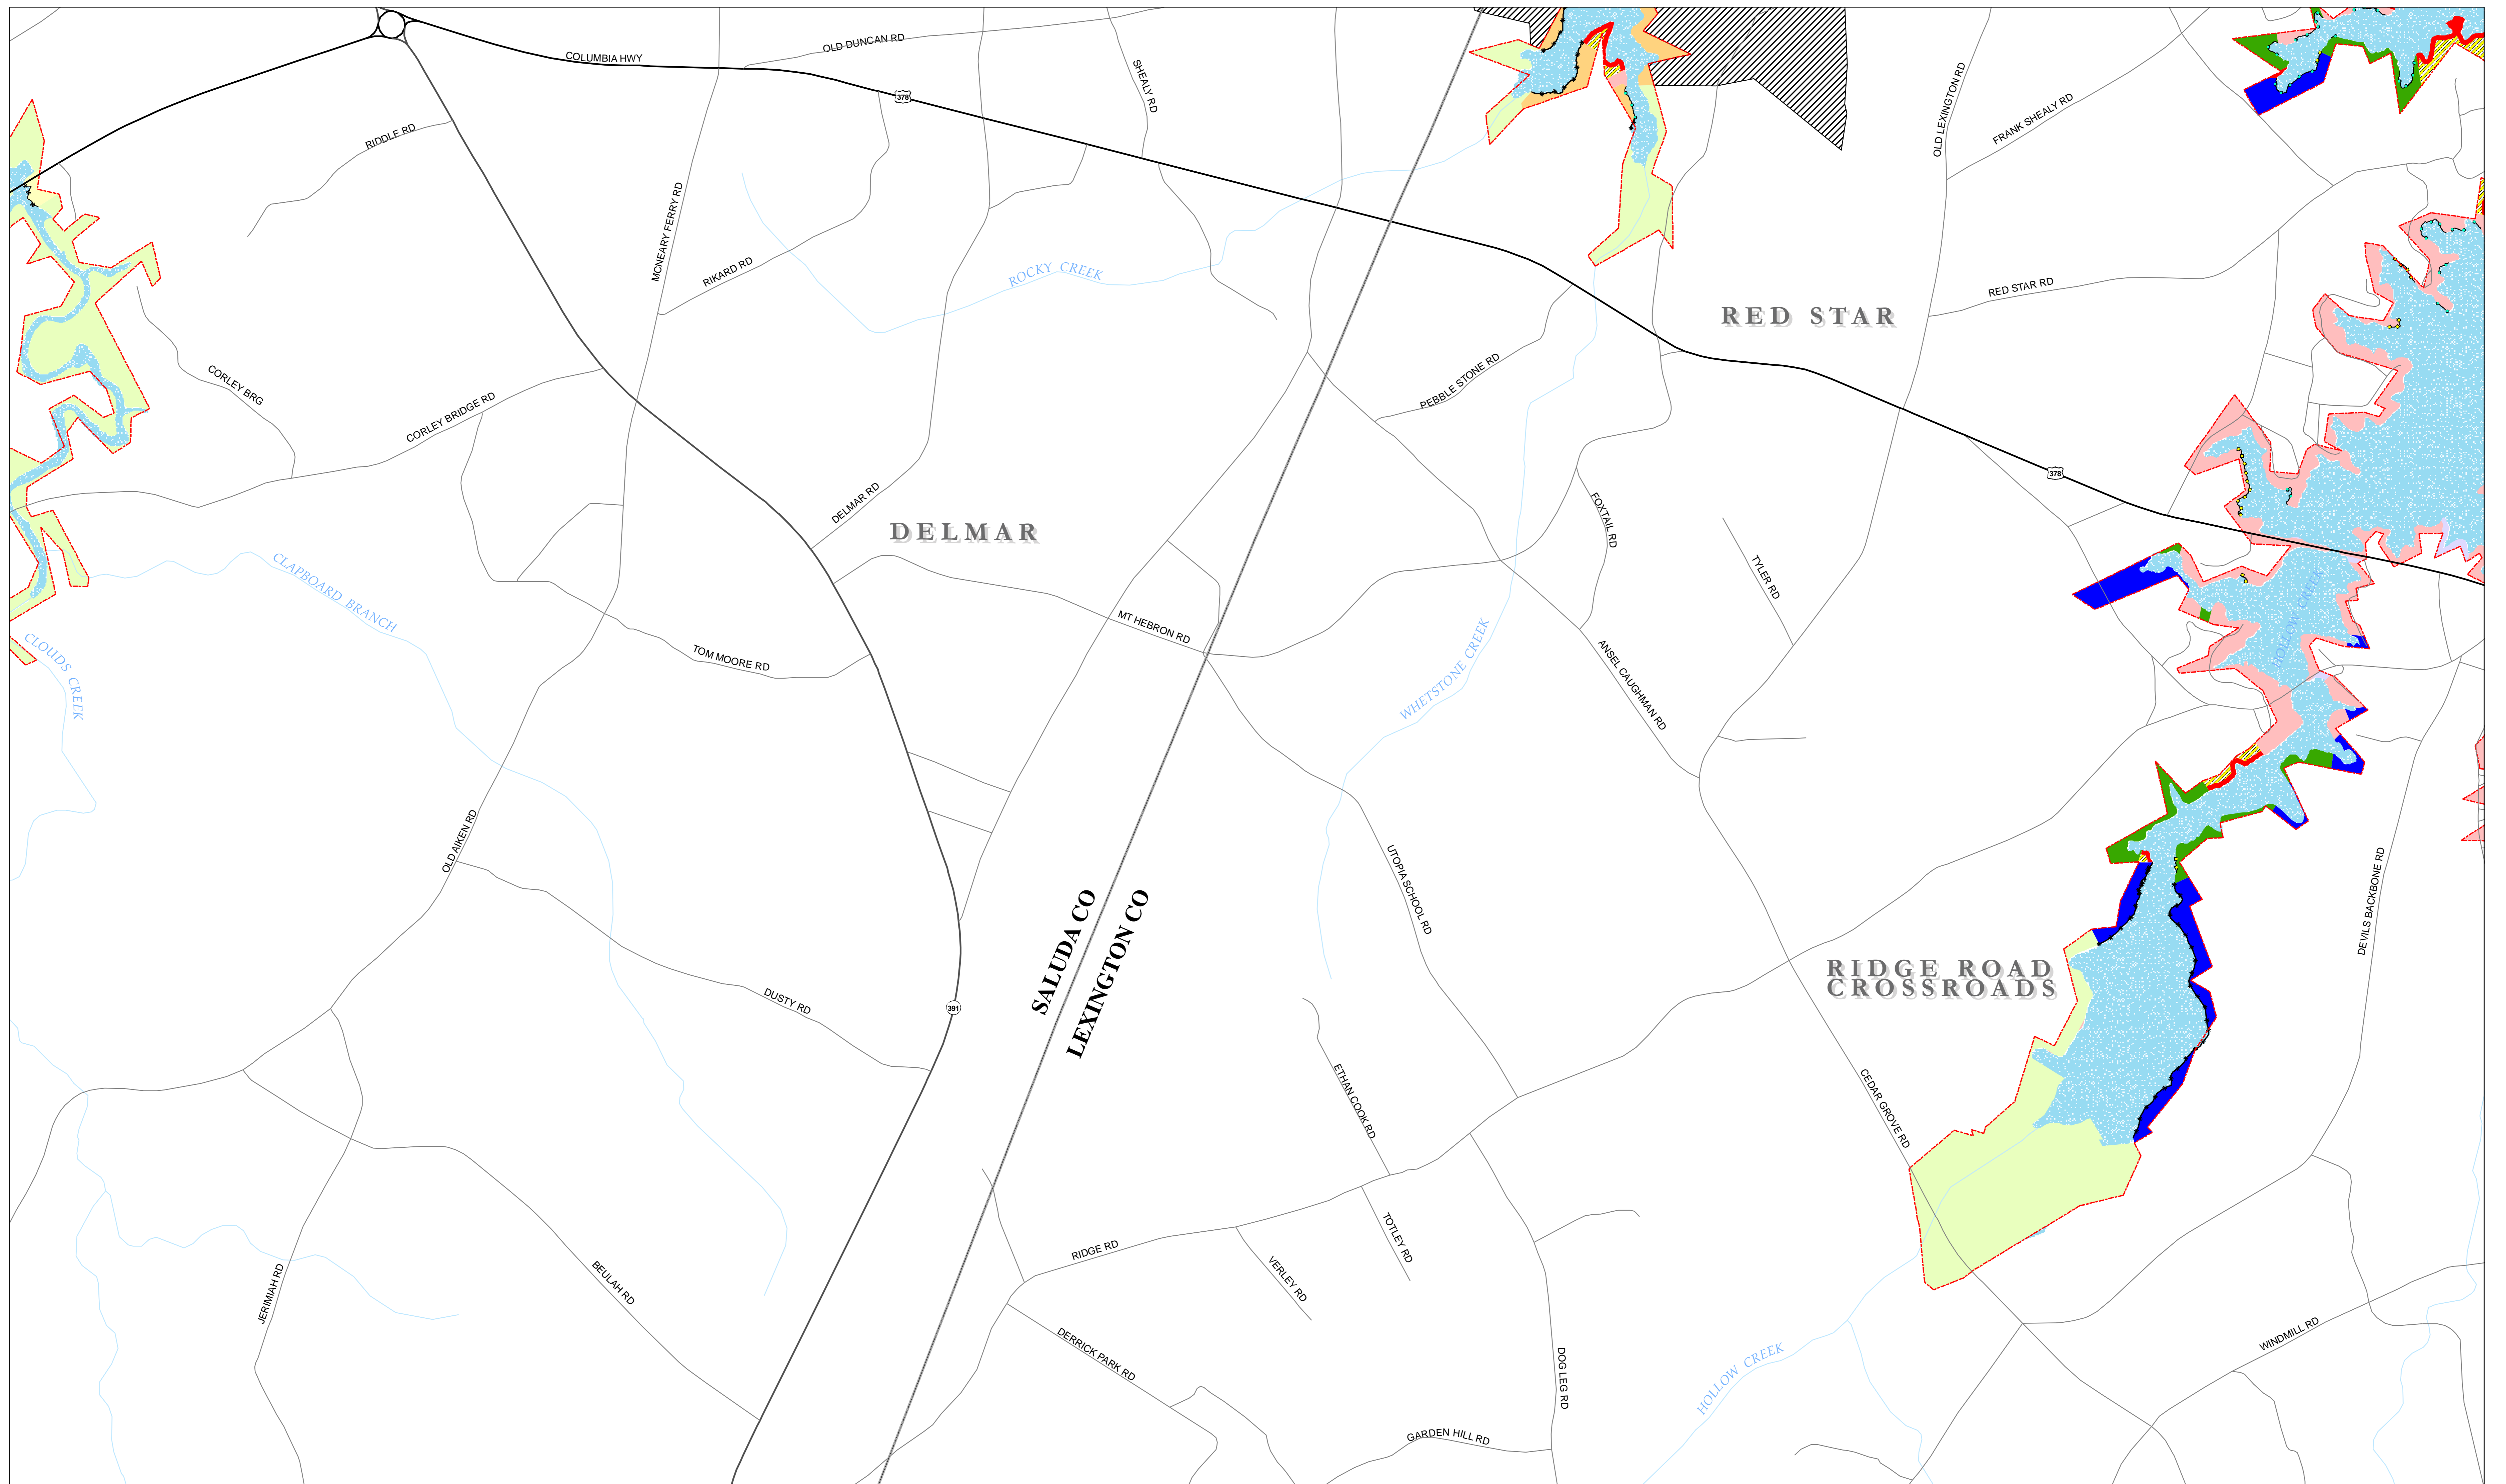 COLUMBIA HWY
OLD DUNCAN RD
SHEALY RD
378
OLD LEXINGTON RD
FRANK SHEALY RD
RIDDLE RD
MCNEARY FERRY RD
RIKARD RD
ROCKY CREEK
RED STAR
RED STAR RD
CORLEY BRG
CORLEY BRIDGE RD
PEBBLE STONE RD
378
DELMAR RD
DELMAR
FOXTAIL RD
TYLER RD
CLAPBOARD BRANCH
CLOUDS CREEK
TOM MOORE RD
MT HEBRON RD
WHETSTONE CREEK
ANSEL CAUGHMAN RD
HOLLOW CREEK
OLD AIKEN RD
UTOPIA SCHOOL RD
DEVILS BACKBONE RD
SALUDA CO
LEXINGTON CO
RIDGE ROAD
CROSSROADS
DUSTY RD
391
ETHAN COOK RD
CEDAR GROVE RD
JERIMIAH RD
BEULAH RD
RIDGE RD
VERLEY RD
TOTLEY RD
DERRICK PARK RD
DOG LEG RD
GARDEN HILL RD
HOLLOW CREEK
WINDMILL RD